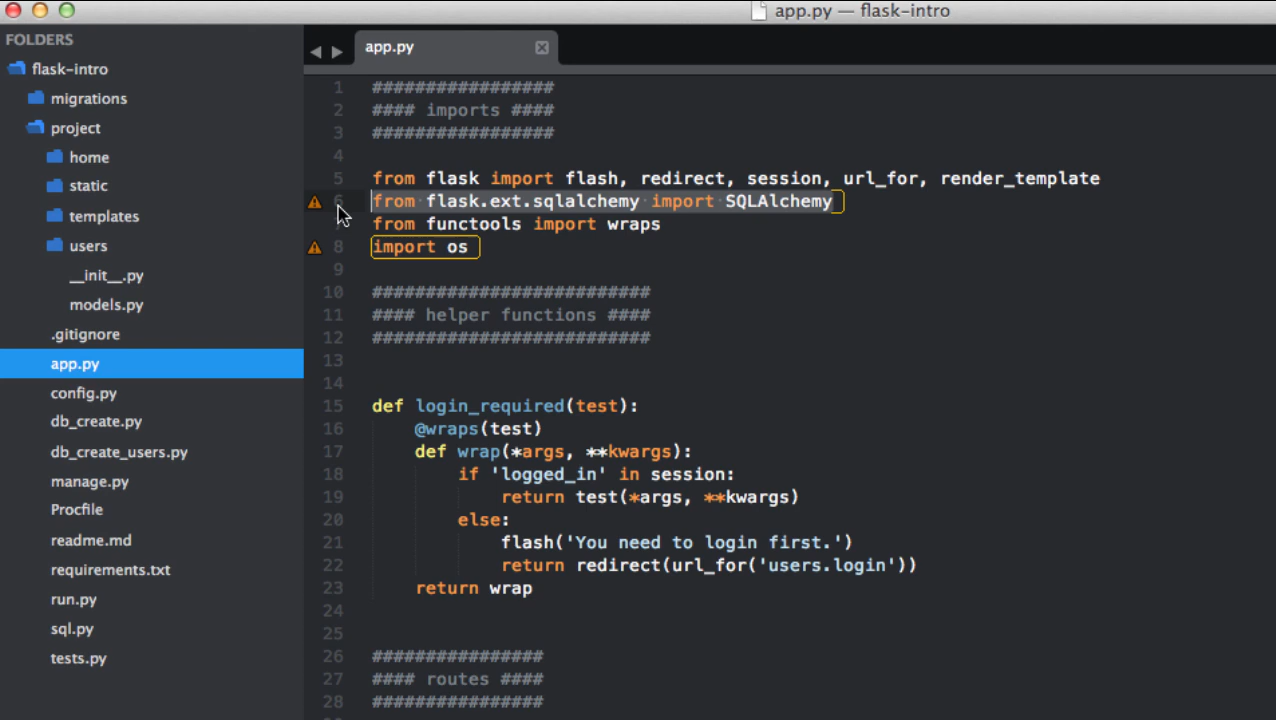 app.py — flask-intro
FOLDERS
flask-intro
migrations
project
home
static
templates
users
__init__.py
models.py
.gitignore
app.py
config.py
db_create.py
db_create_users.py
manage.py
Procfile
readme.md
requirements.txt
run.py
sql.py
tests.py
app.py
1 #################
2 #### imports ####
3 #################
4
5 from flask import flash, redirect, session, url_for, render_template
6 from flask.ext.sqlalchemy import SQLAlchemy
7 from functools import wraps
8 import os
9
10 ##########################
11 #### helper functions ####
12 ##########################
13
14
15 def login_required(test):
16     @wraps(test)
17     def wrap(*args, **kwargs):
18         if 'logged_in' in session:
19             return test(*args, **kwargs)
20         else:
21             flash('You need to login first.')
22             return redirect(url_for('users.login'))
23     return wrap
24
25
26 ################
27 #### routes ####
28 ################